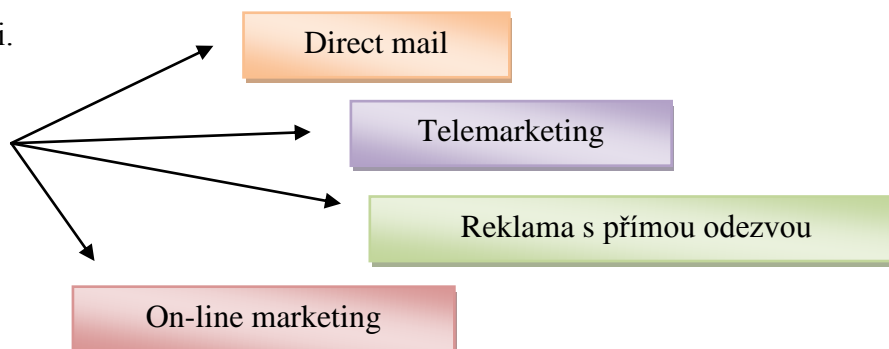 i.
Direct mail
Telemarketing
Reklama s přímou odezvou
On-line marketing